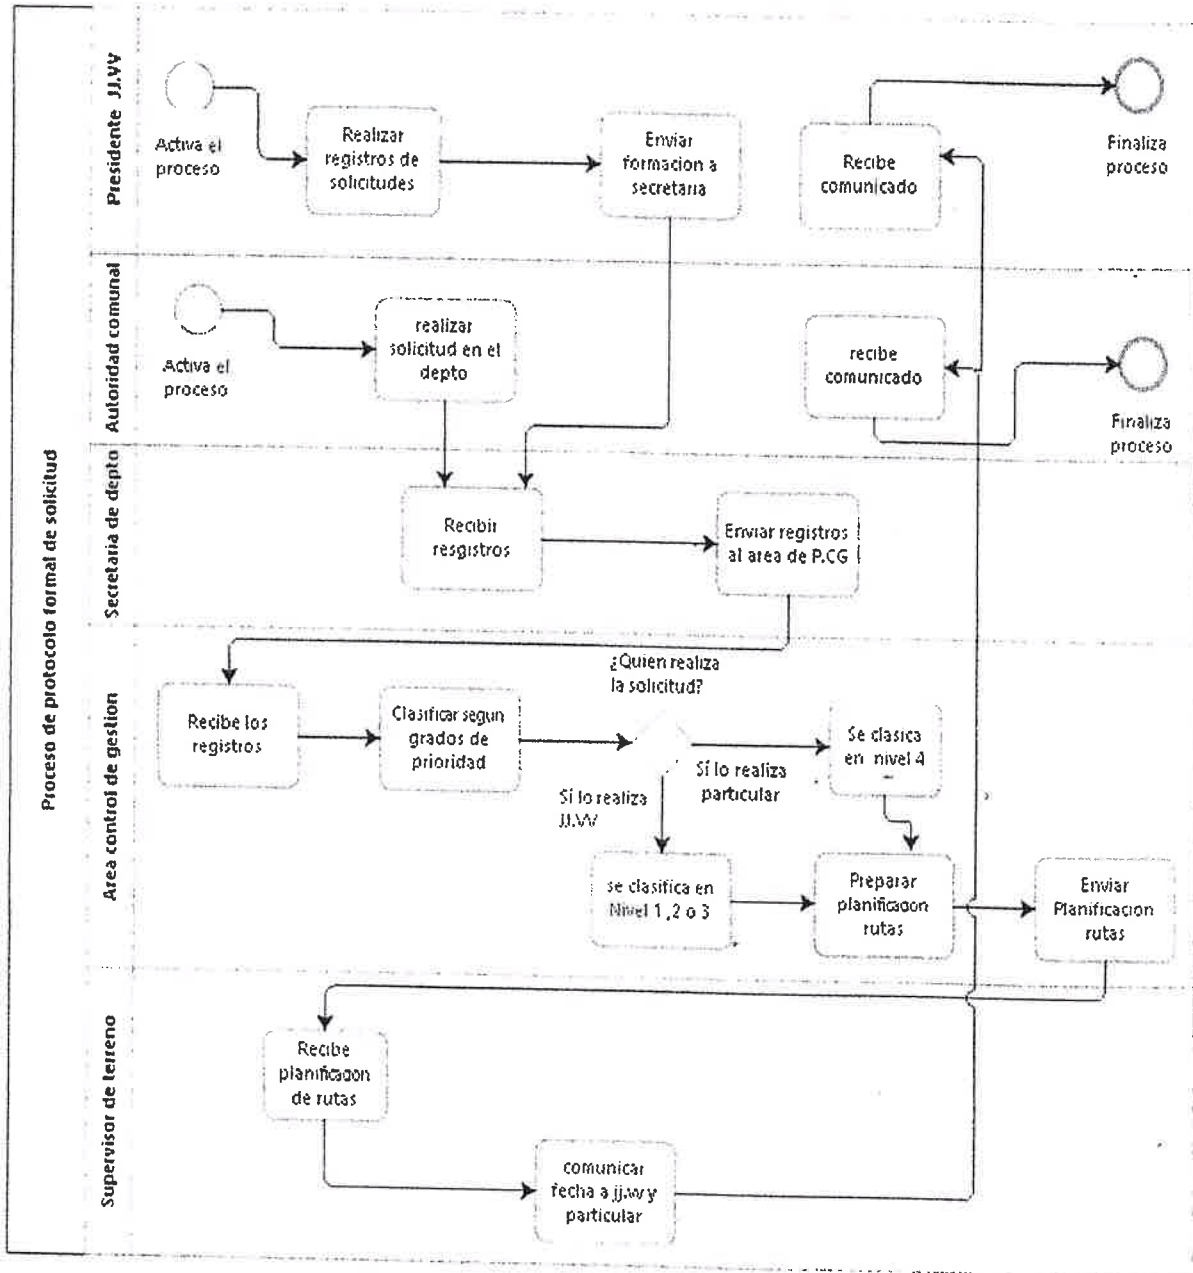 Proceso de protocolo formal de solicitud
Presidente JJ.VV
Activa el
proceso
Realizar
registros de
solicitudes
Enviar
formacion a
secretaria
Recibe
comunicado
Finaliza
proceso
Autoridad comunal
Activa el
proceso
realizar
solicitud en el
depto
recibe
comunicado
Finaliza
proceso
Secretaria de depto
Recibir
resgistros
Enviar registros
al area de P.CG
Area control de gestion
Recibe los
registros
Clasificar segun
grados de
prioridad
¿Quien realiza
la solicitud?
Sí lo realiza
particular
Sí lo realiza
JJ.VV
Se clasica
en nivel 4
se clasifica en
Nivel 1 ,2 o 3
Preparar
planificacion
rutas
Enviar
Planificacion
rutas
Supervisor de terreno
Recibe
planificacion
de rutas
comunicar
fecha a jj.vv y
particular